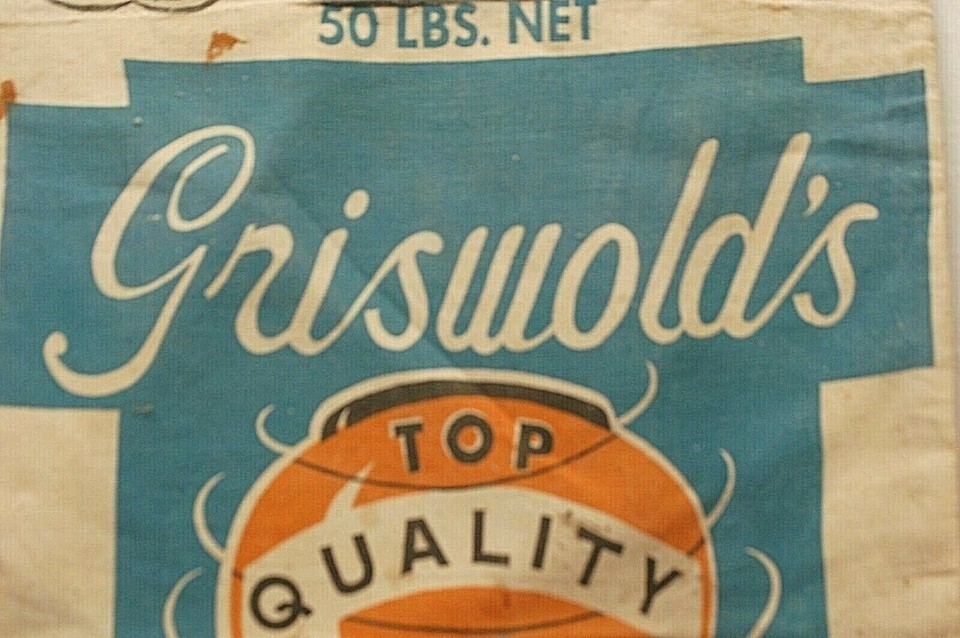 50 LBS. NET
Griswold's
TOP
QUALITY